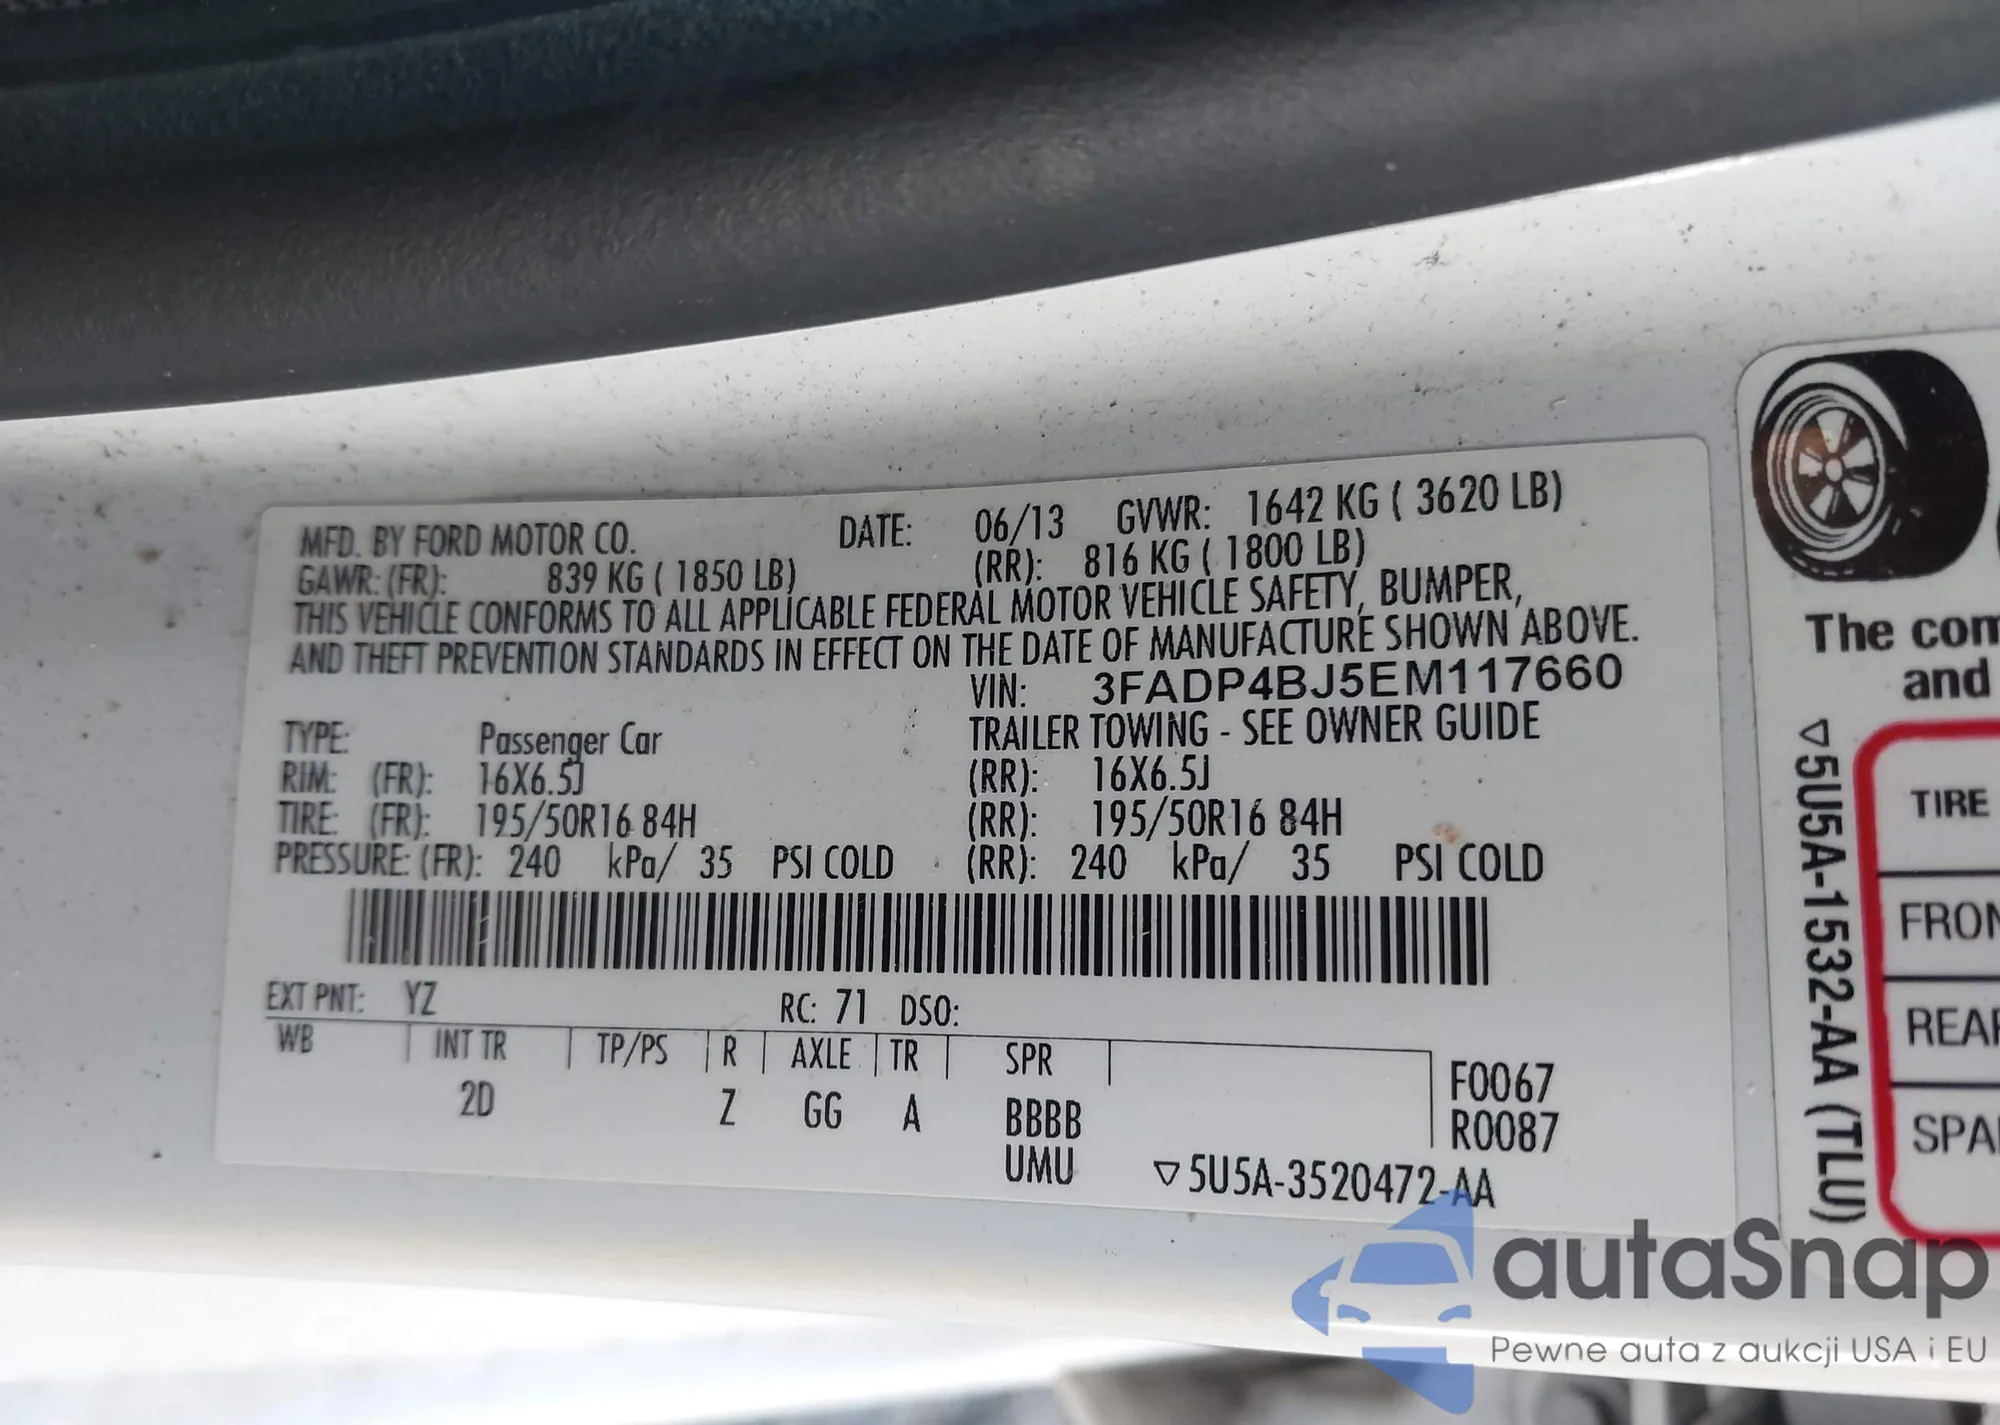 MFD. BY FORD MOTOR CO. DATE: 06/13 GVWR: 1642 KG ( 3620 LB)
GAWR: (FR): 839 KG ( 1850 LB) (RR): 816 KG ( 1800 LB)
THIS VEHICLE CONFORMS TO ALL APPLICABLE FEDERAL MOTOR VEHICLE SAFETY, BUMPER,
AND THEFT PREVENTION STANDARDS IN EFFECT ON THE DATE OF MANUFACTURE SHOWN ABOVE.
VIN: 3FADP4BJ5EM117660
TYPE: Passenger Car TRAILER TOWING - SEE OWNER GUIDE
RIM: (FR): 16X6.5J (RR): 16X6.5J
TIRE: (FR): 195/50R16 84H (RR): 195/50R16 84H
PRESSURE: (FR): 240 kPa/ 35 PSI COLD (RR): 240 kPa/ 35 PSI COLD
EXT PNT: YZ RC: 71 DSO:
WB INT TR TP/PS R AXLE TR SPR
2D Z GG A BBBB
UMU
F0067
R0087
▽5U5A-3520472-AA
The com
and
▽5U5A-1532-AA (TLU)
TIRE
FRON
REAR
SPA
autaSnap
Pewne auta z aukcji USA i EU